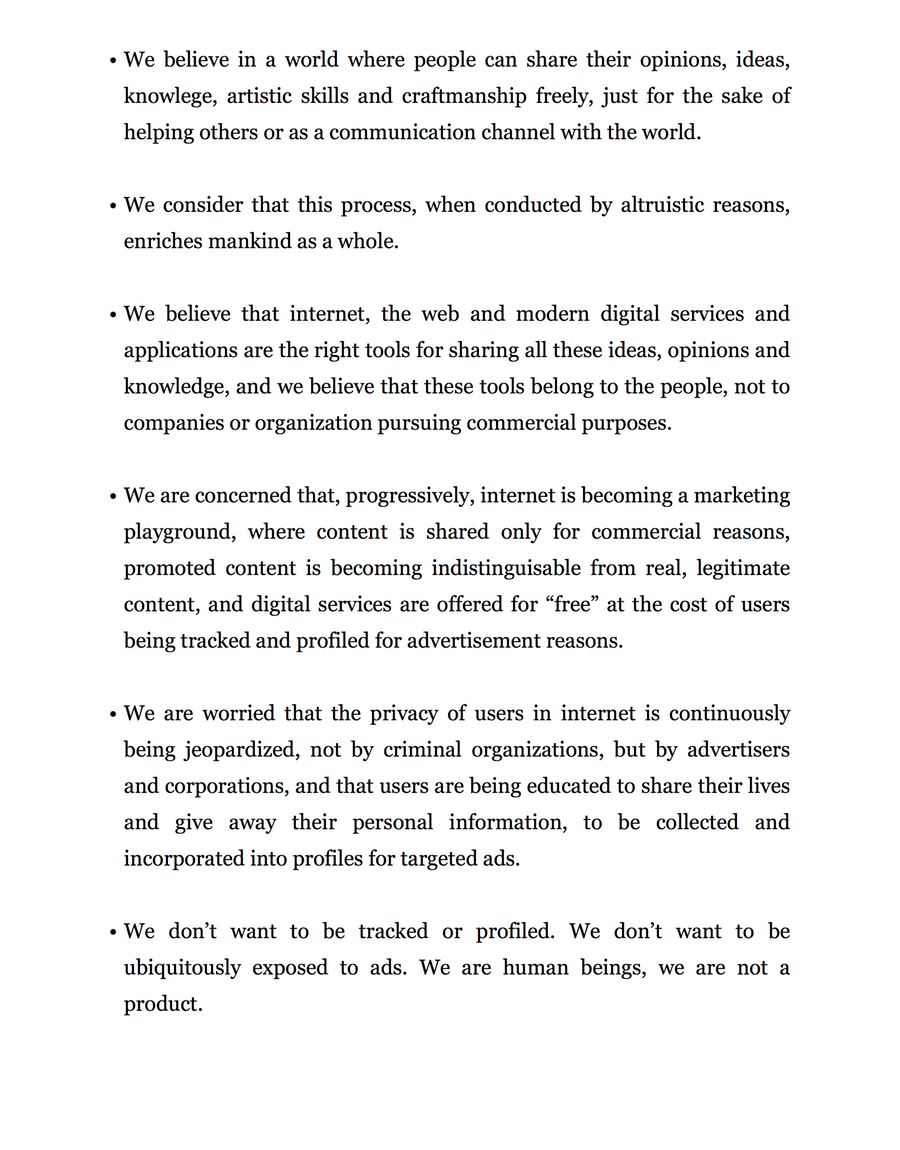 • We believe in a world where people can share their opinions, ideas,
knowlege, artistic skills and craftmanship freely, just for the sake of
helping others or as a communication channel with the world.
• We consider that this process, when conducted by altruistic reasons,
enriches mankind as a whole.
• We believe that internet, the web and modern digital services and
applications are the right tools for sharing all these ideas, opinions and
knowledge, and we believe that these tools belong to the people, not to
companies or organization pursuing commercial purposes.
• We are concerned that, progressively, internet is becoming a marketing
playground, where content is shared only for commercial reasons,
promoted content is becoming indistinguisable from real, legitimate
content, and digital services are offered for “free” at the cost of users
being tracked and profiled for advertisement reasons.
• We are worried that the privacy of users in internet is continuously
being jeopardized, not by criminal organizations, but by advertisers
and corporations, and that users are being educated to share their lives
and give away their personal information, to be collected and
incorporated into profiles for targeted ads.
• We don’t want to be tracked or profiled. We don’t want to be
ubiquitously exposed to ads. We are human beings, we are not a
product.